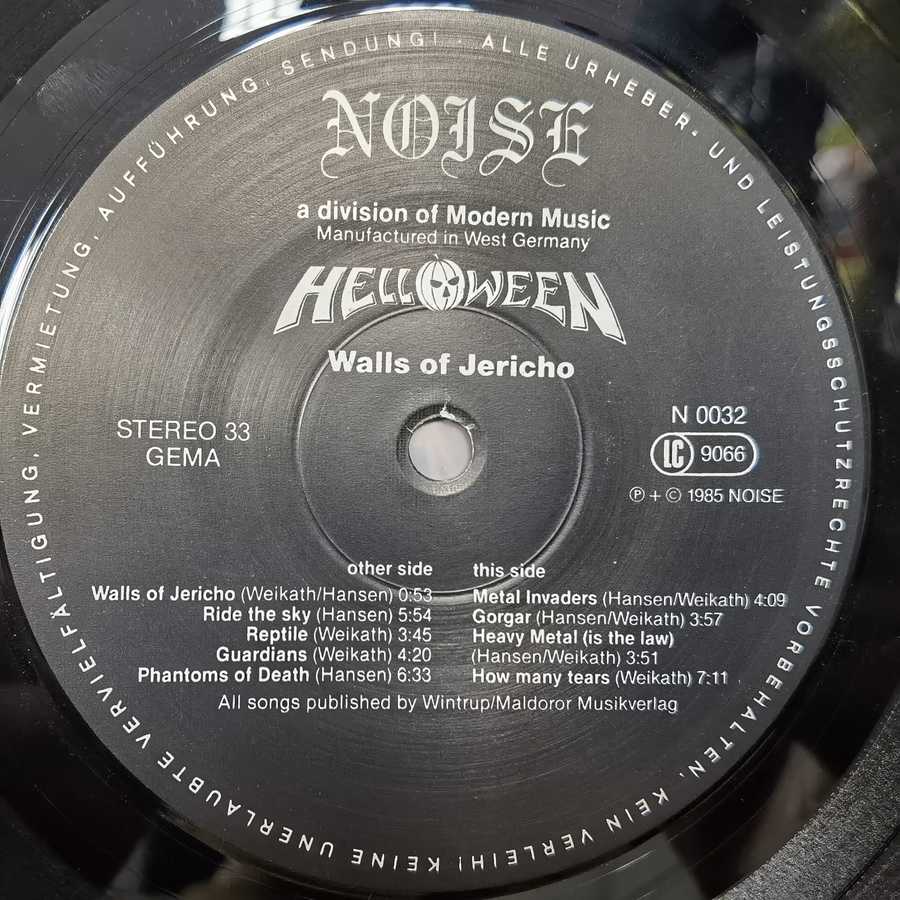 KEINE UNERLAUBTE VERVIELFÄLTIGUNG, VERMIETUNG, AUFFÜHRUNG, SENDUNG! · ALLE URHEBER- UND LEISTUNGSSCHUTZRECHTE VORBEHALTEN. KEIN VERLEIH!
NOISE
a division of Modern Music
Manufactured in West Germany
HELLOWEEN
Walls of Jericho
STEREO 33
GEMA
N 0032
LC 9066
℗ + © 1985 NOISE
other side
Walls of Jericho (Weikath/Hansen) 0:53
Ride the sky (Hansen) 5:54
Reptile (Weikath) 3:45
Guardians (Weikath) 4:20
Phantoms of Death (Hansen) 6:33
this side
Metal Invaders (Hansen/Weikath) 4:09
Gorgar (Hansen/Weikath) 3:57
Heavy Metal (is the law)
(Hansen/Weikath) 3:51
How many tears (Weikath) 7:11
All songs published by Wintrup/Maldoror Musikverlag